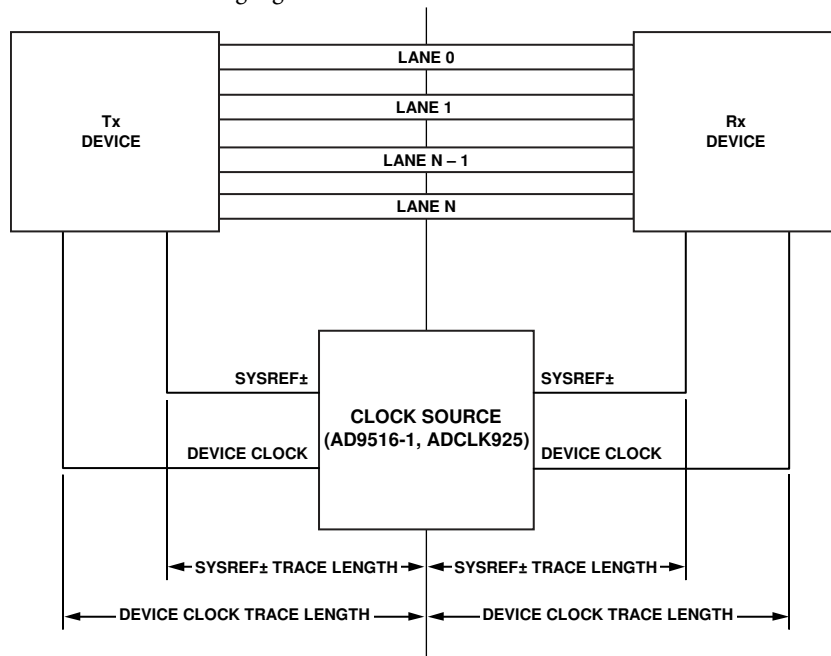 LANE 0
LANE 1
LANE N – 1
LANE N
Tx
DEVICE
Rx
DEVICE
SYSREF±
SYSREF±
CLOCK SOURCE
(AD9516-1, ADCLK925)
DEVICE CLOCK
DEVICE CLOCK
SYSREF± TRACE LENGTH
SYSREF± TRACE LENGTH
DEVICE CLOCK TRACE LENGTH
DEVICE CLOCK TRACE LENGTH